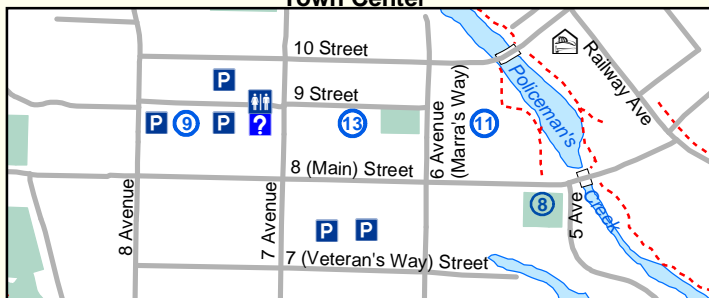 Town Center
10 Street
Railway Ave
P
9 Street
Policeman's
P
9
P
?
13
6 Avenue
(Marra's Way)
11
8 (Main) Street
8 Avenue
7 Avenue
8
5 Ave
Creek
P
P
7 (Veteran's Way) Street